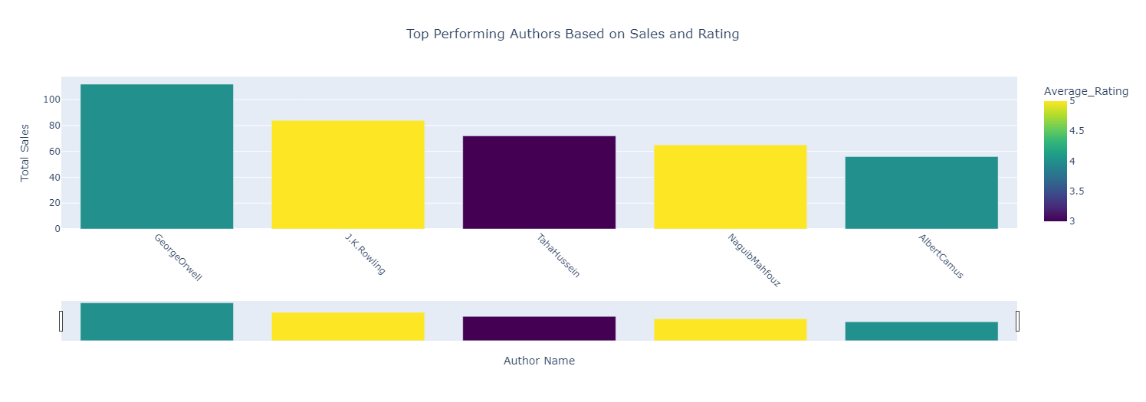 Top Performing Authors Based on Sales and Rating
Total Sales
100
80
60
40
20
0
GeorgeOrwell
J.K.Rowling
TahaHussein
NaguibMahfouz
AlbertCamus
Author Name
Average_Rating
5
4.5
4
3.5
3